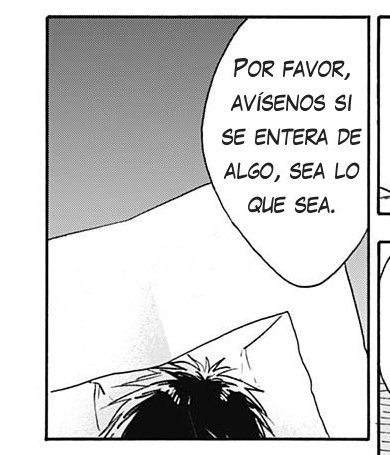 POR FAVOR,
AVÍSENOS SI
SE ENTERA DE
ALGO, SEA LO
QUE SEA.